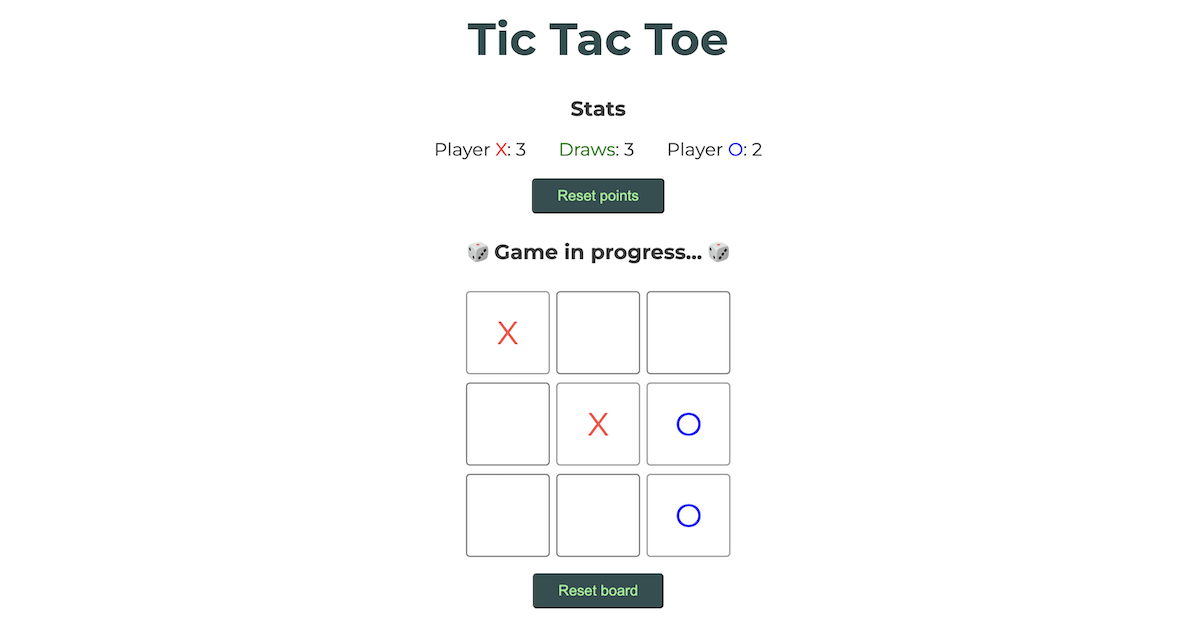 Tic Tac Toe
Stats
Player X: 3 Draws: 3 Player O: 2
Reset points
🎲 Game in progress... 🎲
X
X O
O
Reset board